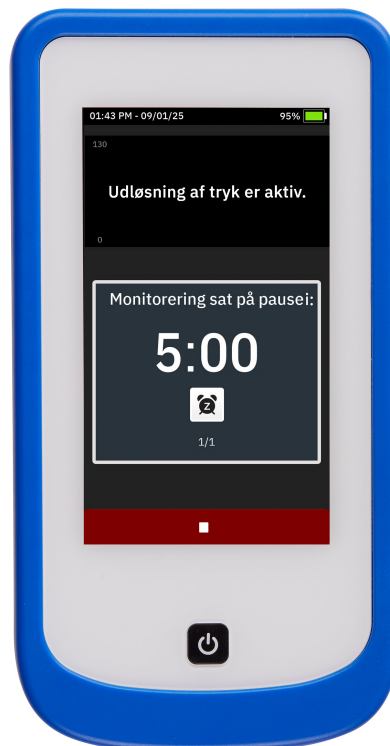 01:43 PM - 09/01/25 95%
130
Udløsning af tryk er aktiv.
0
Monitorering sat på pausei:
5:00
Z
1/1